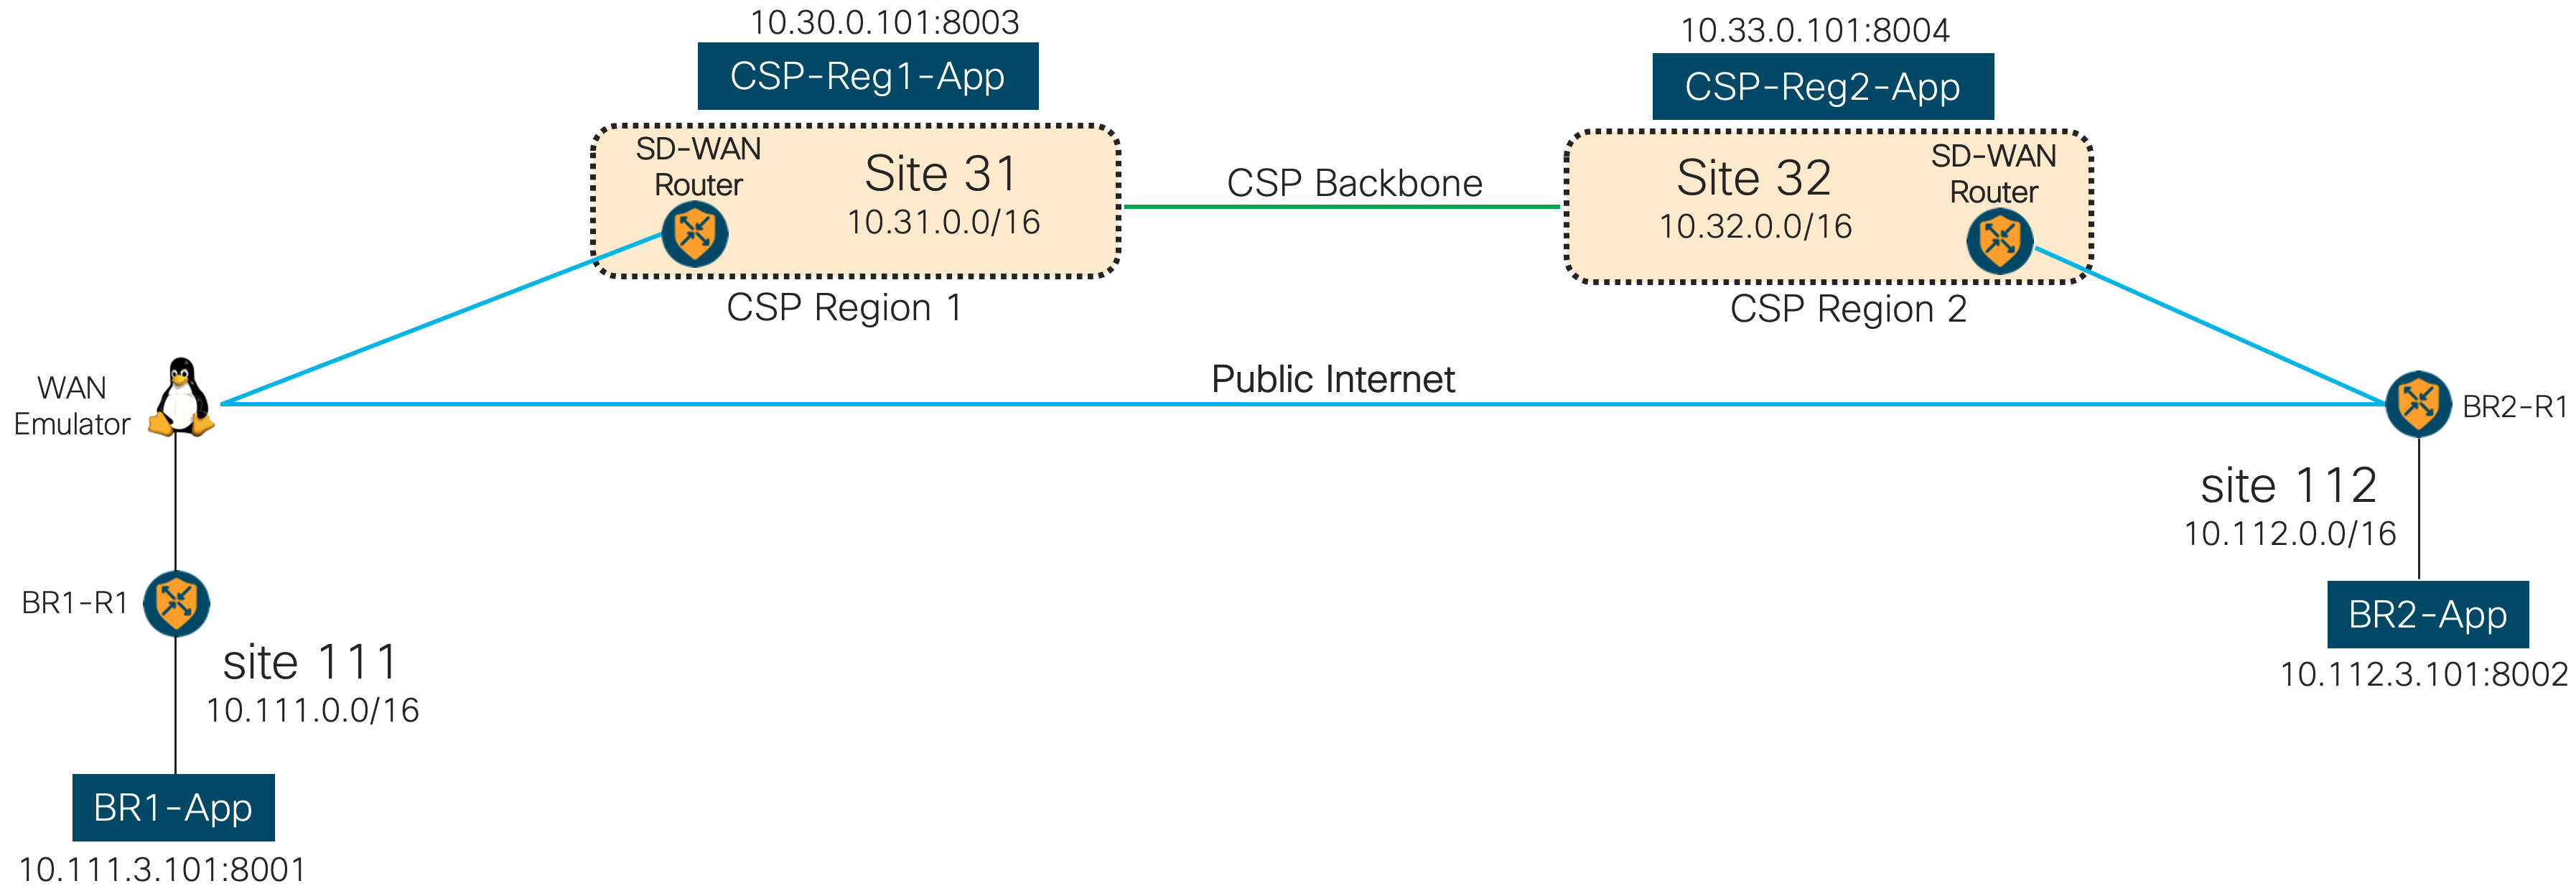 10.30.0.101:8003
CSP-Reg1-App
10.33.0.101:8004
CSP-Reg2-App
SD-WAN
Router
Site 31
10.31.0.0/16
CSP Region 1
CSP Backbone
Site 32
10.32.0.0/16
SD-WAN
Router
CSP Region 2
WAN
Emulator
Public Internet
BR2-R1
site 112
10.112.0.0/16
BR2-App
10.112.3.101:8002
BR1-R1
site 111
10.111.0.0/16
BR1-App
10.111.3.101:8001